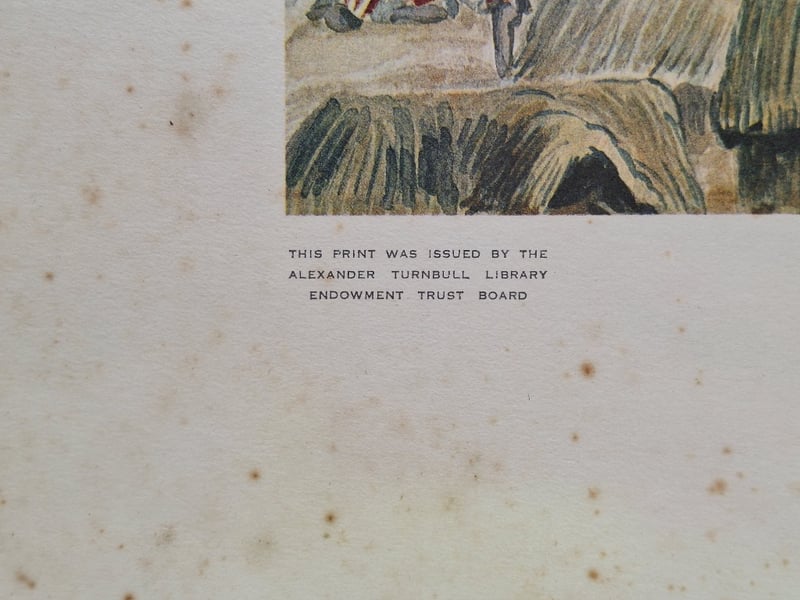 THIS PRINT WAS ISSUED BY THE
ALEXANDER TURNBULL LIBRARY
ENDOWMENT TRUST BOARD